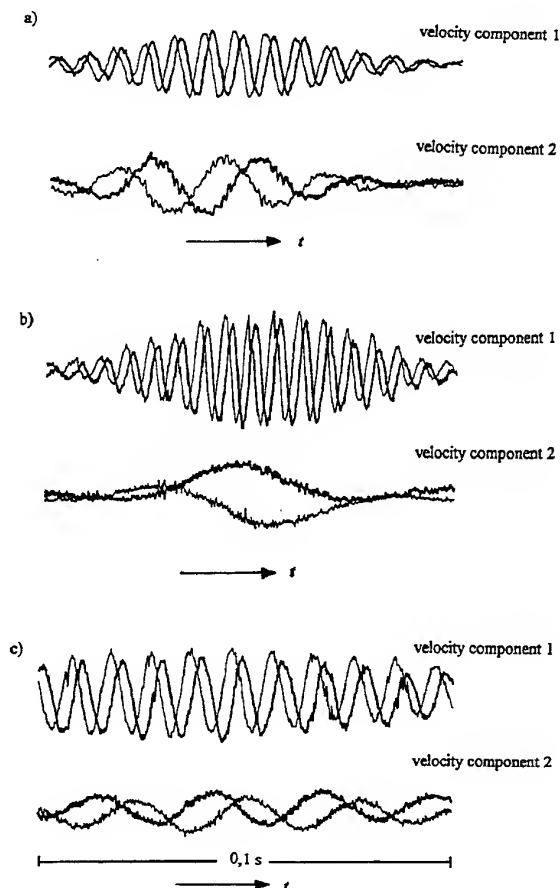 a)
velocity component 1
velocity component 2
t
b)
velocity component 1
velocity component 2
t
c)
velocity component 1
velocity component 2
0,1 s
t